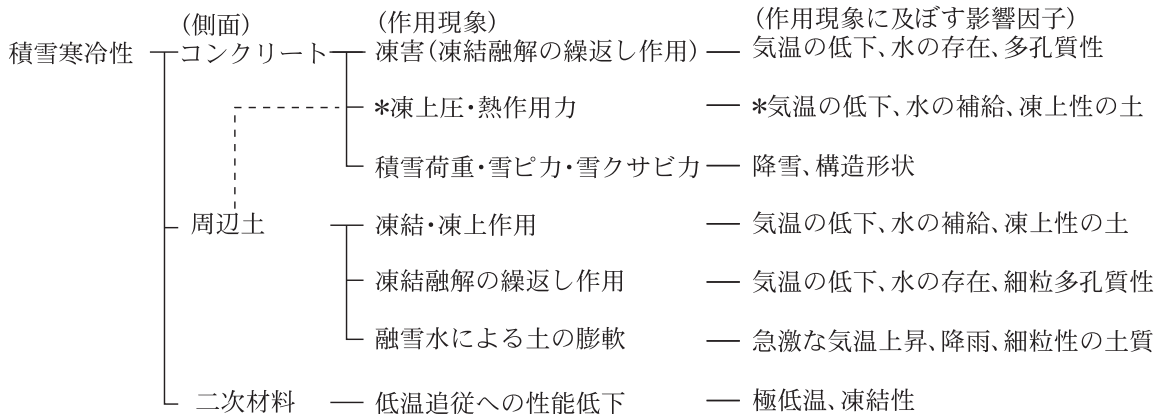 (側面) (作用現象) (作用現象に及ぼす影響因子)
積雪寒冷性 コンクリート 凍害(凍結融解の繰返し作用) 気温の低下、水の存在、多孔質性
*凍上圧・熱作用力 *気温の低下、水の補給、凍上性の土
積雪荷重・雪ピカ・雪クサビ力 降雪、構造形状
周辺土 凍結・凍上作用 気温の低下、水の補給、凍上性の土
凍結融解の繰返し作用 気温の低下、水の存在、細粒多孔質性
融雪水による土の膨軟 急激な気温上昇、降雨、細粒性の土質
二次材料 低温追従への性能低下 極低温、凍結性